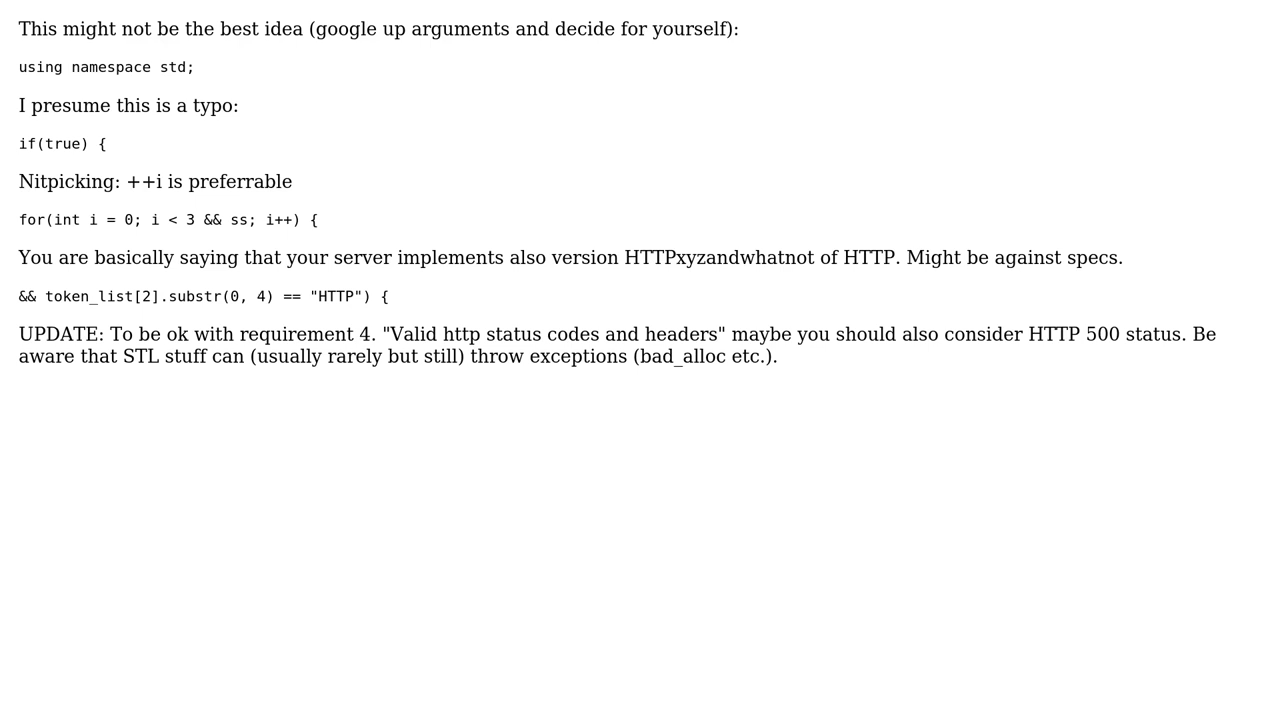 This might not be the best idea (google up arguments and decide for yourself):
using namespace std;
I presume this is a typo:
if(true) {
Nitpicking: ++i is preferrable
for(int i = 0; i < 3 && ss; i++) {
You are basically saying that your server implements also version HTTPxyzandwhatnot of HTTP. Might be against specs.
&& token_list[2].substr(0, 4) == "HTTP") {
UPDATE: To be ok with requirement 4. "Valid http status codes and headers" maybe you should also consider HTTP 500 status. Be
aware that STL stuff can (usually rarely but still) throw exceptions (bad_alloc etc.).